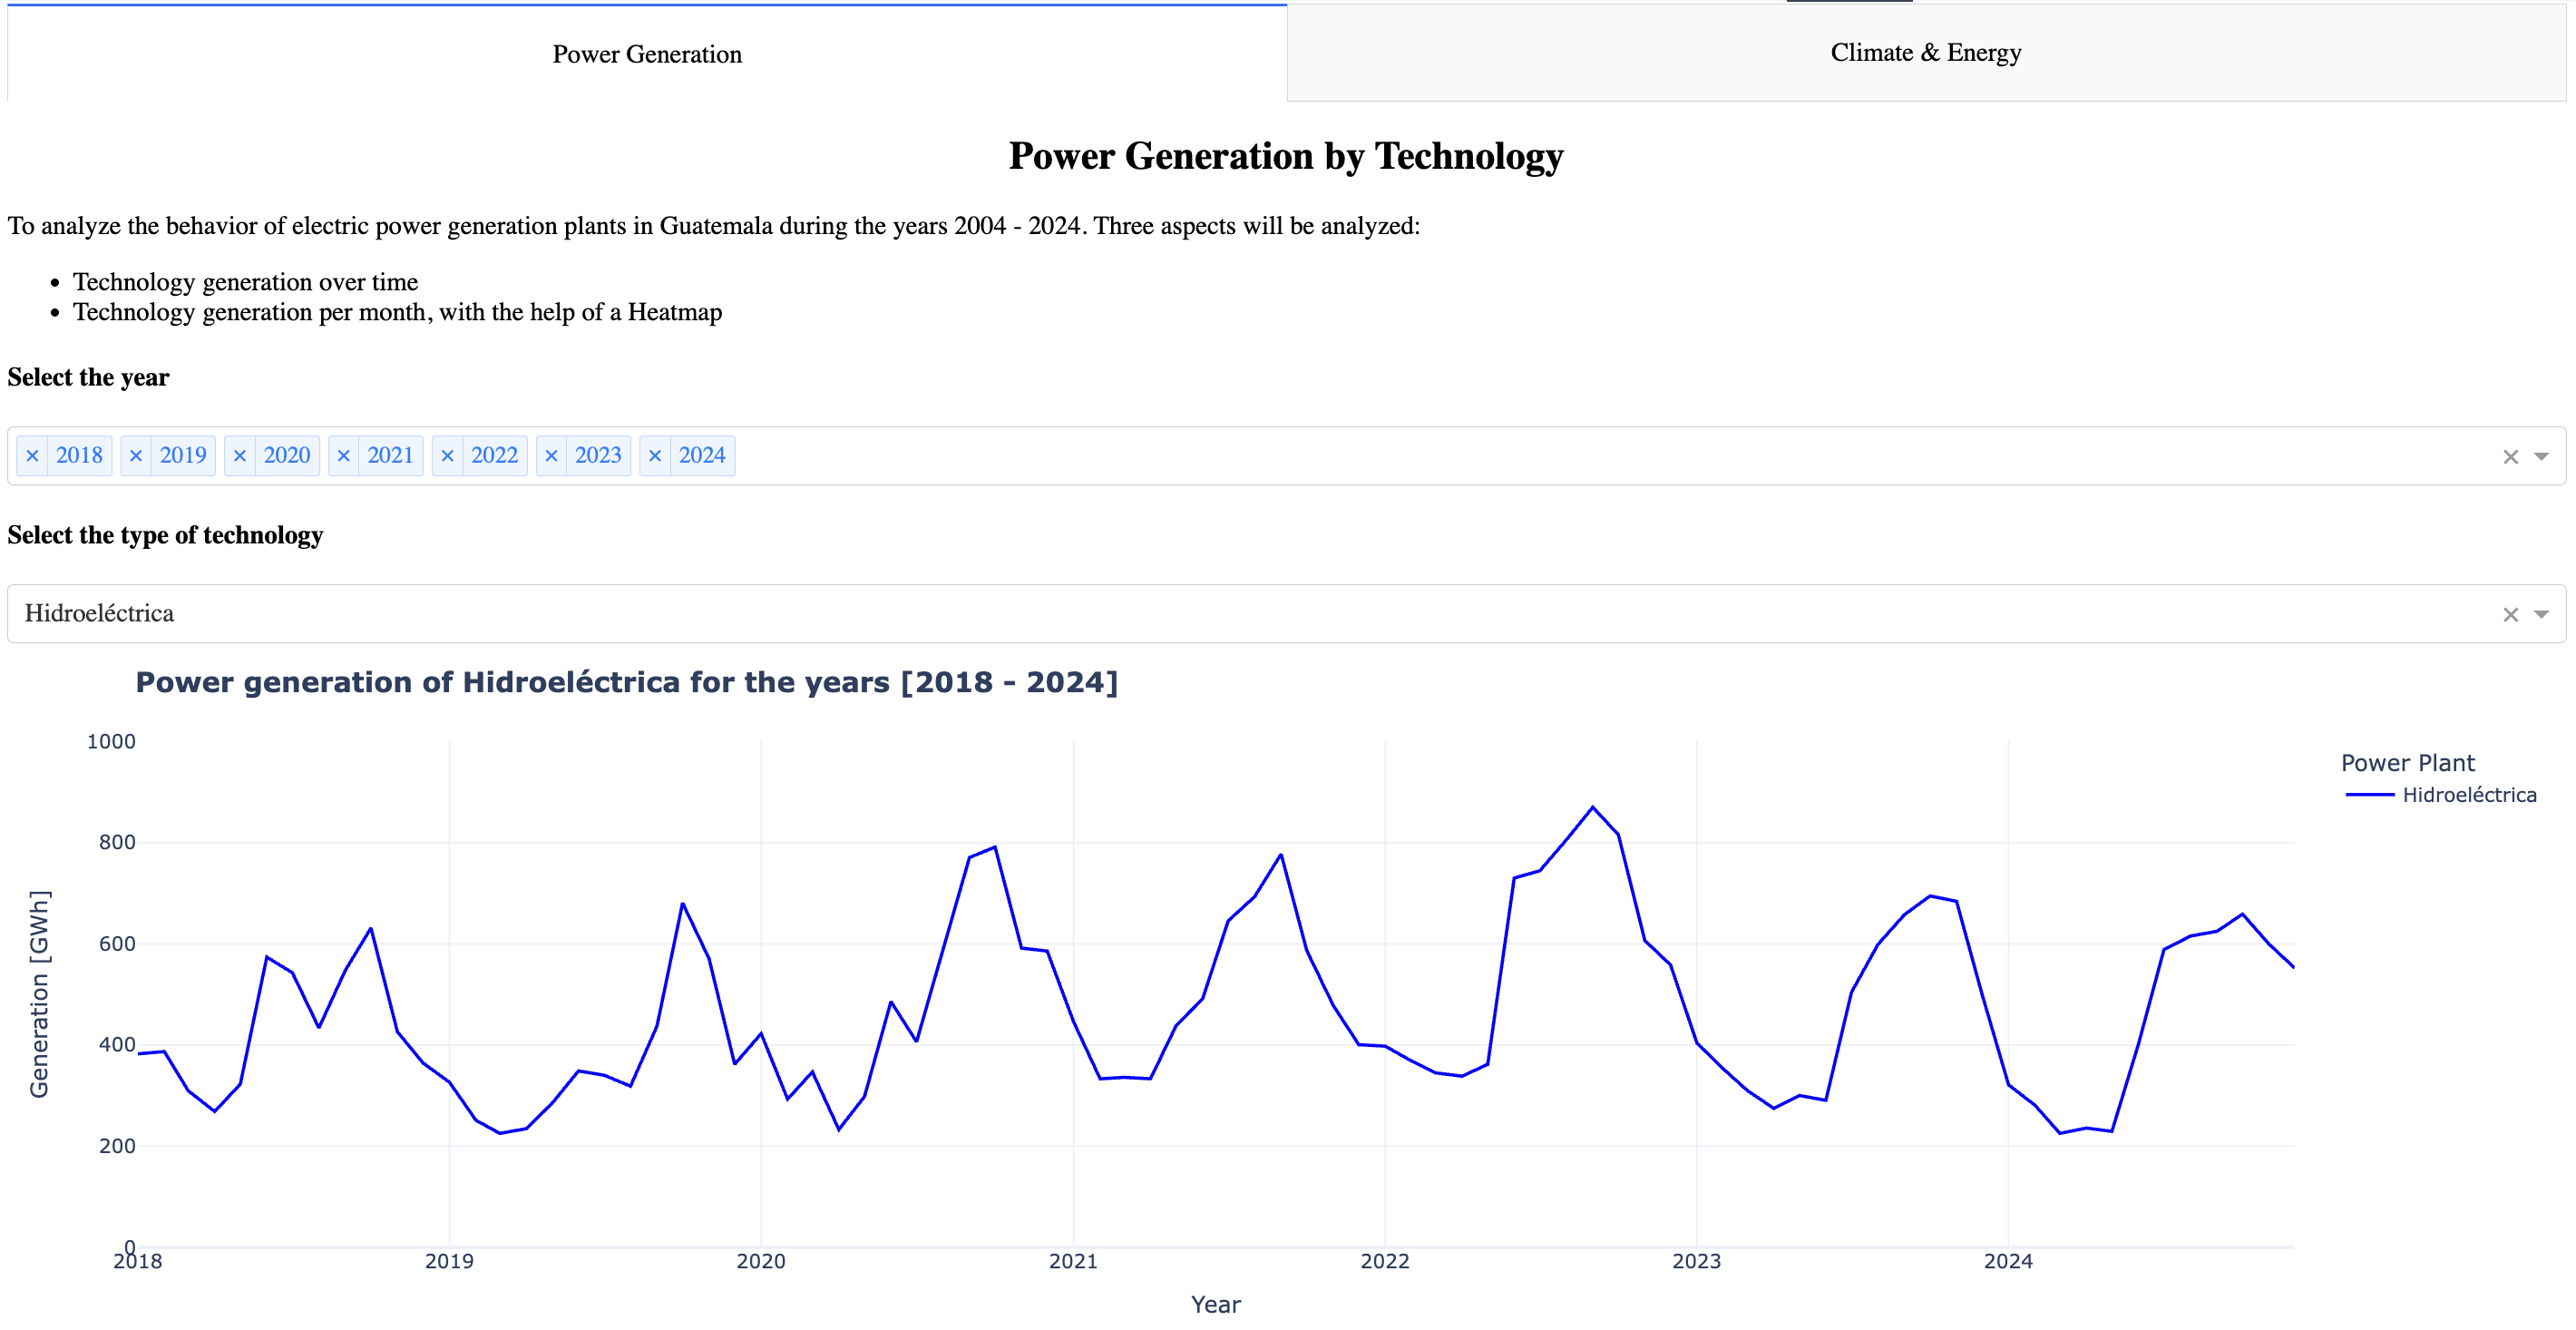 Power Generation
Climate & Energy
Power Generation by Technology
To analyze the behavior of electric power generation plants in Guatemala during the years 2004 - 2024. Three aspects will be analyzed:
• Technology generation over time
• Technology generation per month, with the help of a Heatmap
Select the year
× 2018 × 2019 × 2020 × 2021 × 2022 × 2023 × 2024
Select the type of technology
Hidroeléctrica
Power generation of Hidroeléctrica for the years [2018 - 2024]
Power Plant
Hidroeléctrica
Generation [GWh]
1000
800
600
400
200
0
2018 2019 2020 2021 2022 2023 2024
Year